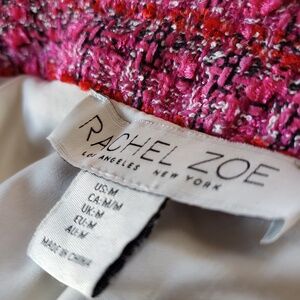 RACHEL ZOE
LOS ANGELES NEW YORK
US:M
CA:M/M
UK:M
EU:M
AU:M
MADE IN CHINA